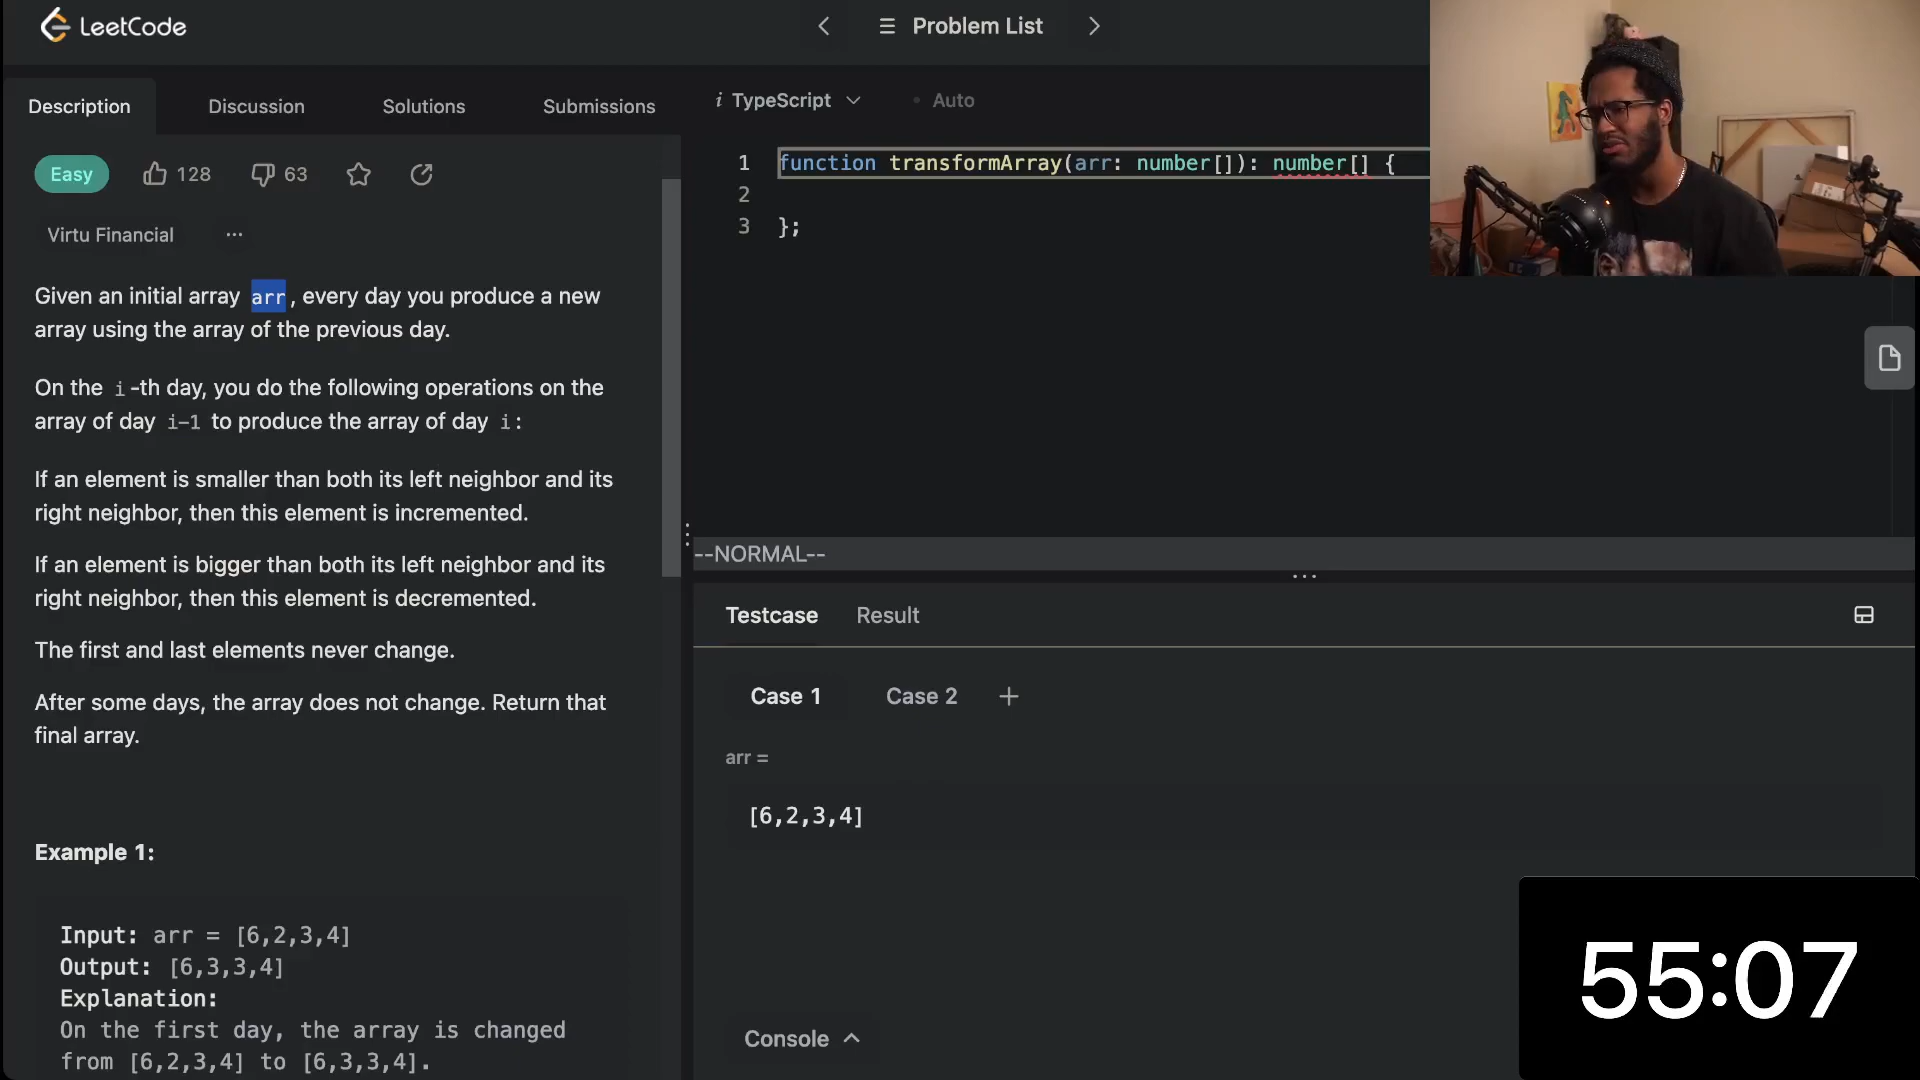 LeetCode
Problem List
Description
Discussion
Solutions
Submissions
i TypeScript
• Auto
Easy
128
63
Virtu Financial
...
Given an initial array arr, every day you produce a new
array using the array of the previous day.
On the i-th day, you do the following operations on the
array of day i-1 to produce the array of day i:
If an element is smaller than both its left neighbor and its
right neighbor, then this element is incremented.
If an element is bigger than both its left neighbor and its
right neighbor, then this element is decremented.
The first and last elements never change.
After some days, the array does not change. Return that
final array.
Example 1:
Input: arr = [6,2,3,4]
Output: [6,3,3,4]
Explanation:
On the first day, the array is changed
from [6,2,3,4] to [6,3,3,4].
1 function transformArray(arr: number[]): number[] {
2
3 };
--NORMAL--
Testcase
Result
Case 1
Case 2
+
arr =
[6,2,3,4]
Console
55:07